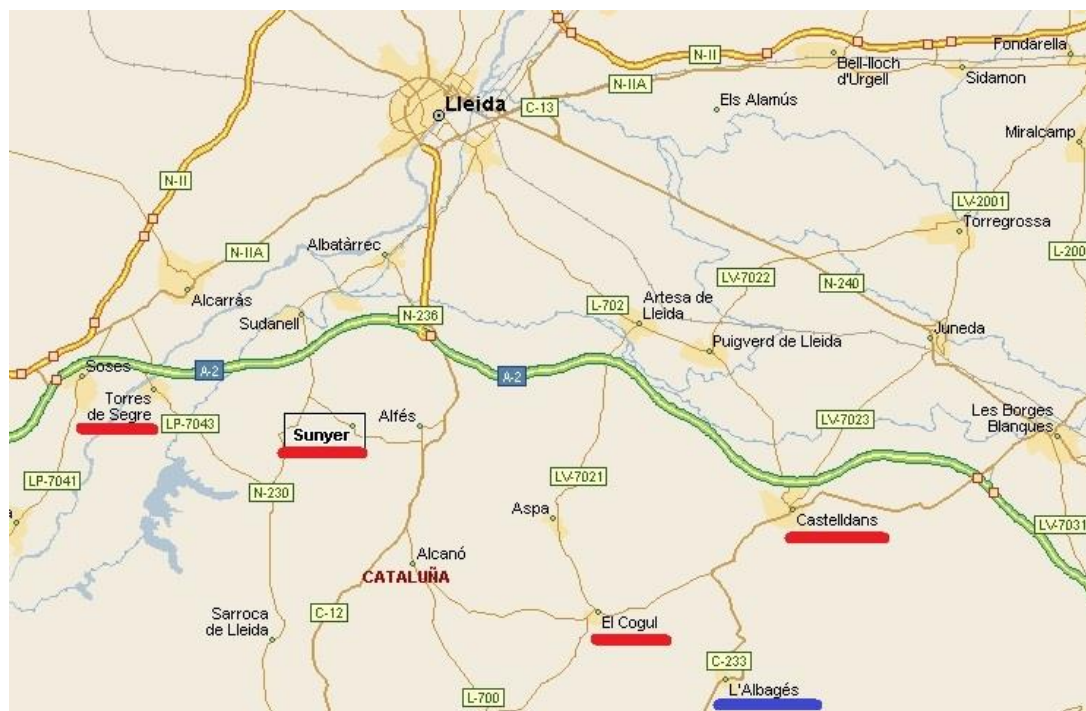 N-II
Fondarella
N-II
Bell-lloch
d'Urgell
Sidamon
N-IIA
Lleida
C-13
Els Alamús
Miralcamp
N-II
LV-2001
Torregrossa
N-IIA
Albatàrrec
L-200
LV-7022
N-240
Alcarràs
L-702
Artesa de
Lleida
Sudanell
N-236
Juneda
Puigverd de Lleida
Soses
A-2
A-2
Torres
de Segre
LP-7043
Sunyer
Alfés
LV-7023
Les Borges
Blanques
LP-7041
N-230
LV-7021
Aspa
Castelldans
LV-7031
a
Alcanó
CATALUÑA
Sarroca
de Lleida
C-12
El Cogul
C-233
L'Albagés
L-700